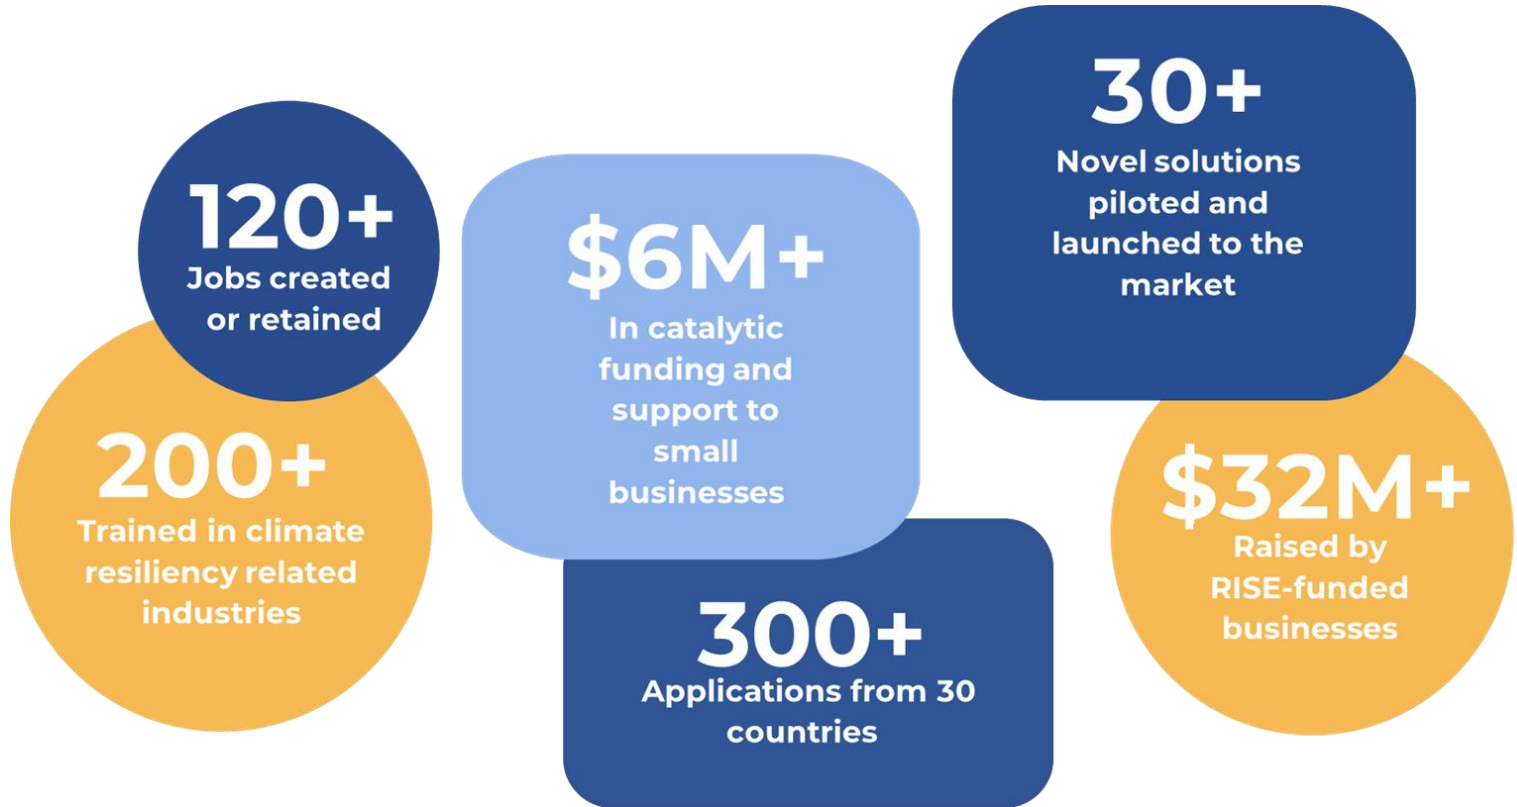 120+
Jobs created
or retained
200+
Trained in climate
resiliency related
industries
$6M+
In catalytic
funding and
support to
small
businesses
300+
Applications from 30
countries
30+
Novel solutions
piloted and
launched to the
market
$32M+
Raised by
RISE-funded
businesses